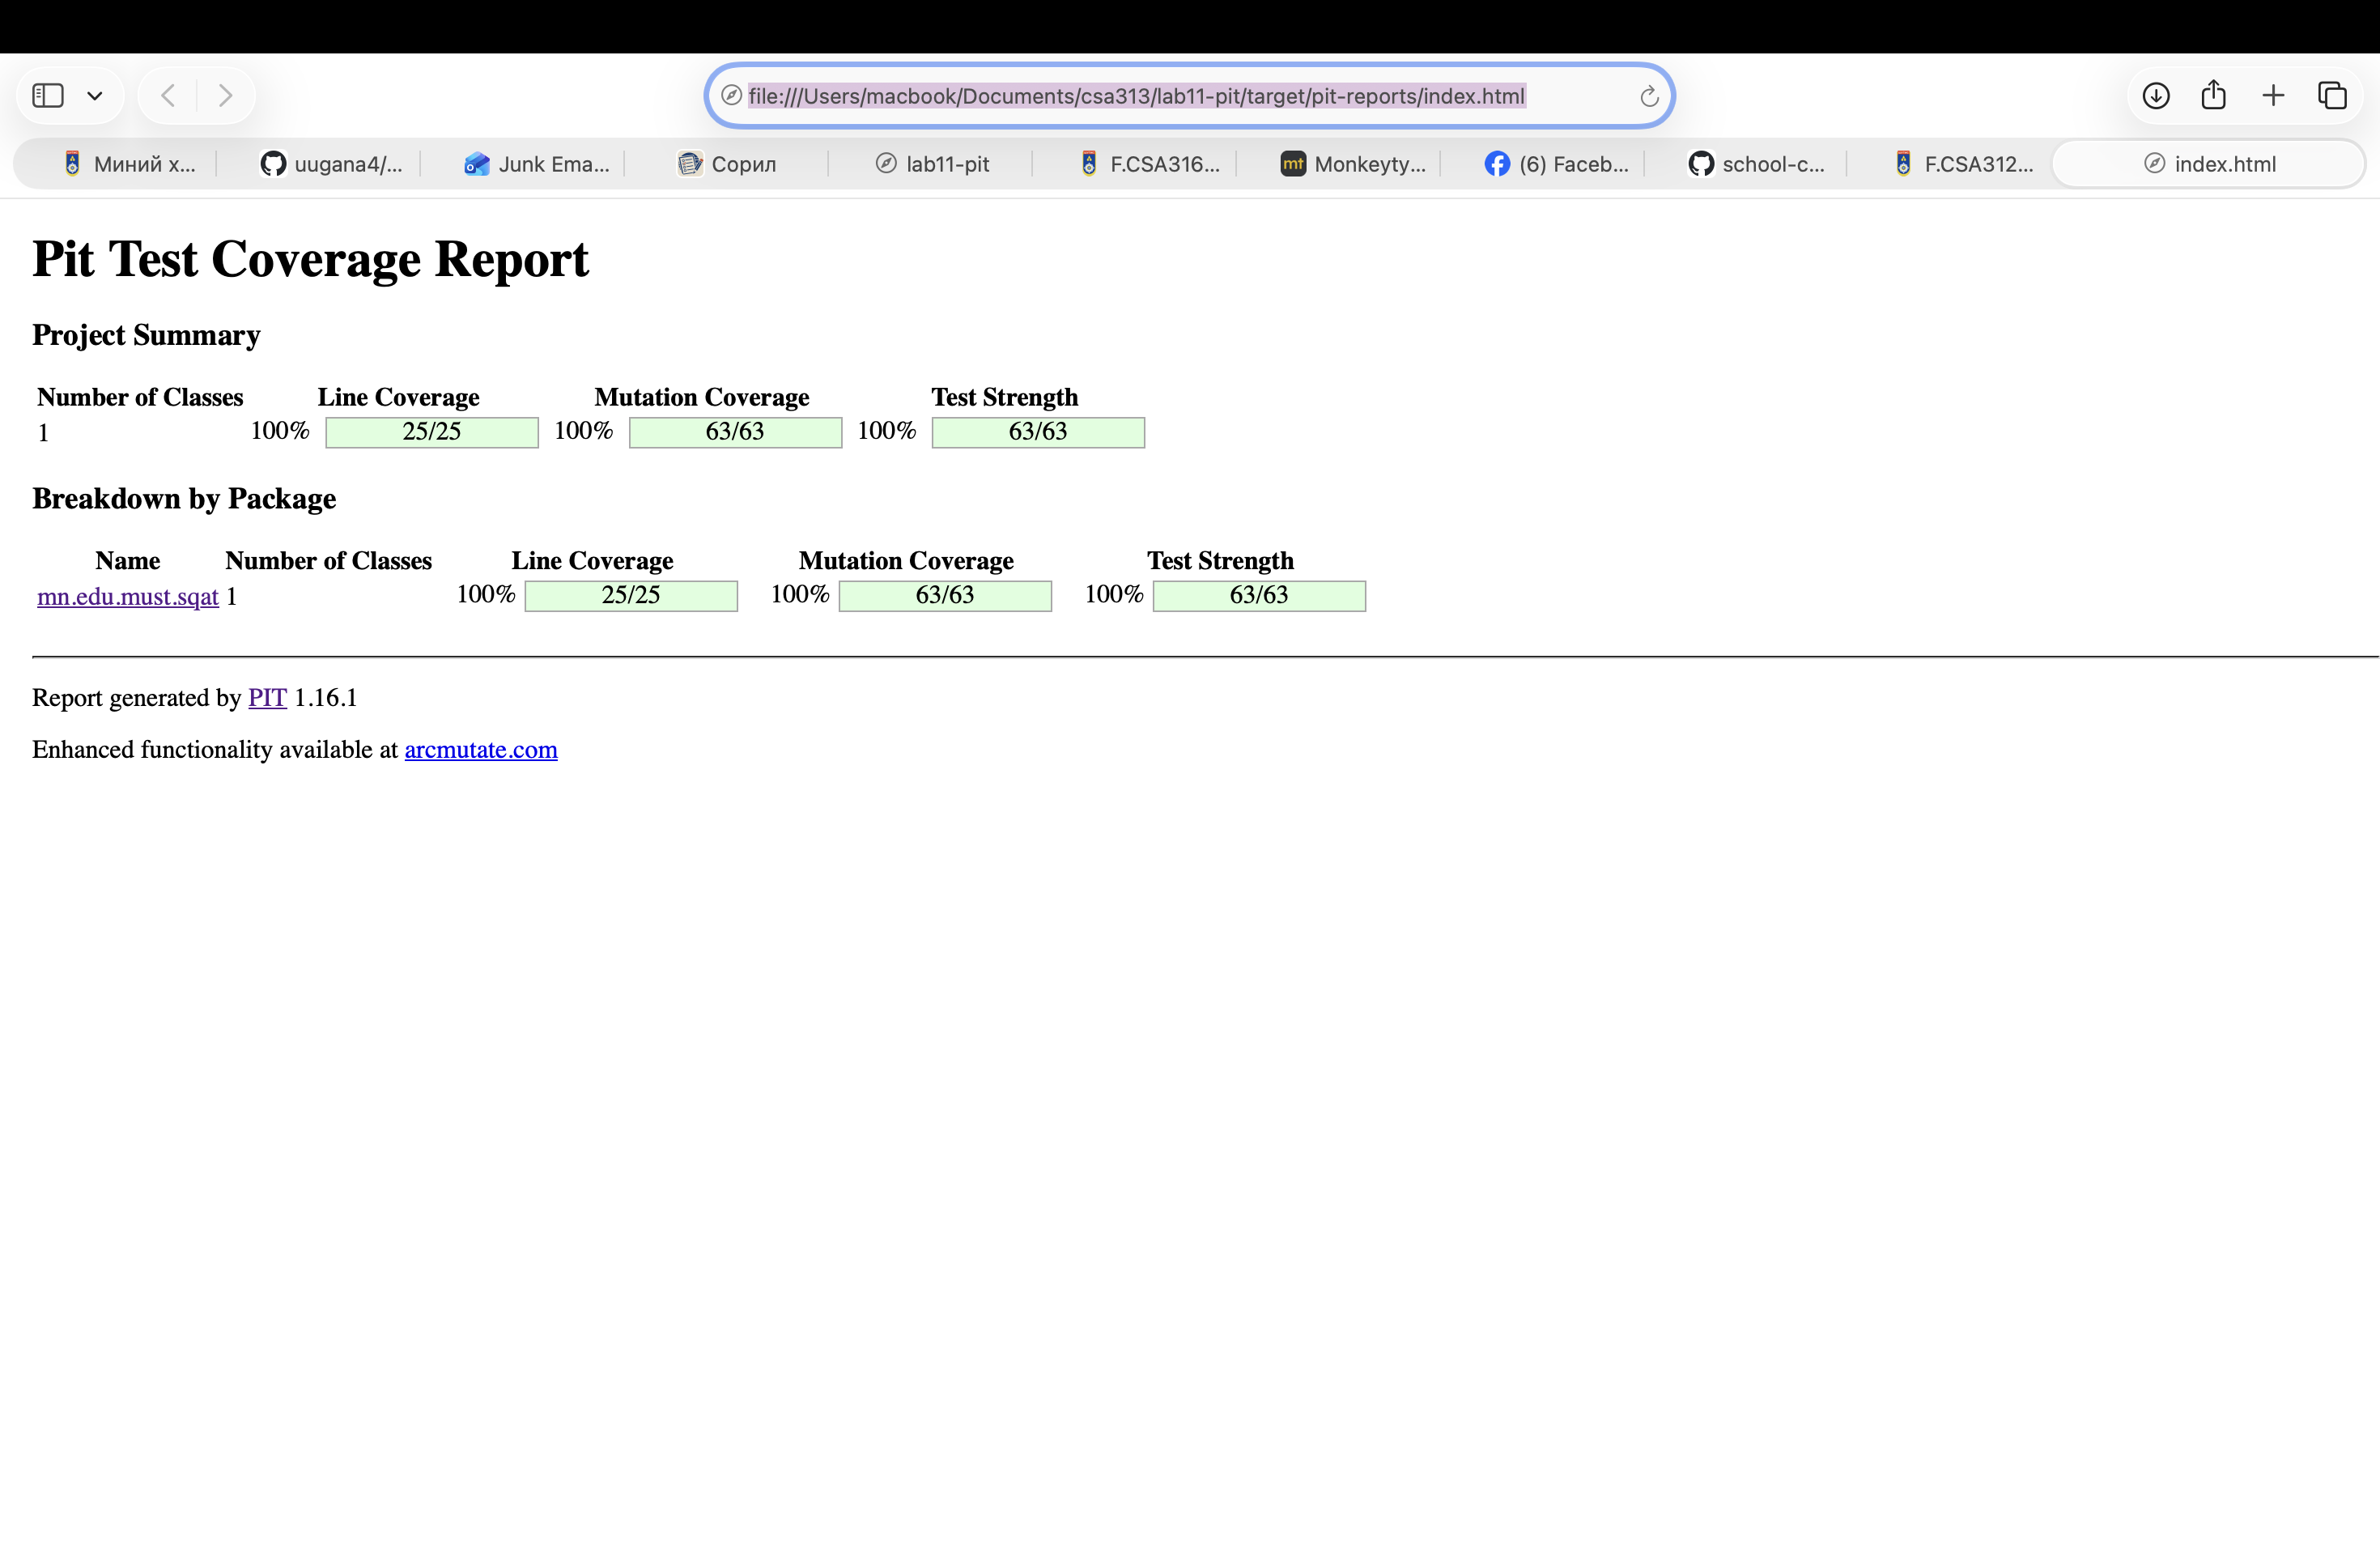 file:///Users/macbook/Documents/csa313/lab11-pit/target/pit-reports/index.html
Миний х... uugana4/... Junk Ema... Сорил lab11-pit F.CSA316... mt Monkeyty... (6) Faceb... school-c... F.CSA312... index.html
Pit Test Coverage Report
Project Summary
Number of Classes Line Coverage Mutation Coverage Test Strength
1 100% 25/25 100% 63/63 100% 63/63
Breakdown by Package
Name Number of Classes Line Coverage Mutation Coverage Test Strength
mn.edu.must.sqat 1 100% 25/25 100% 63/63 100% 63/63
Report generated by PIT 1.16.1
Enhanced functionality available at arcmutate.com